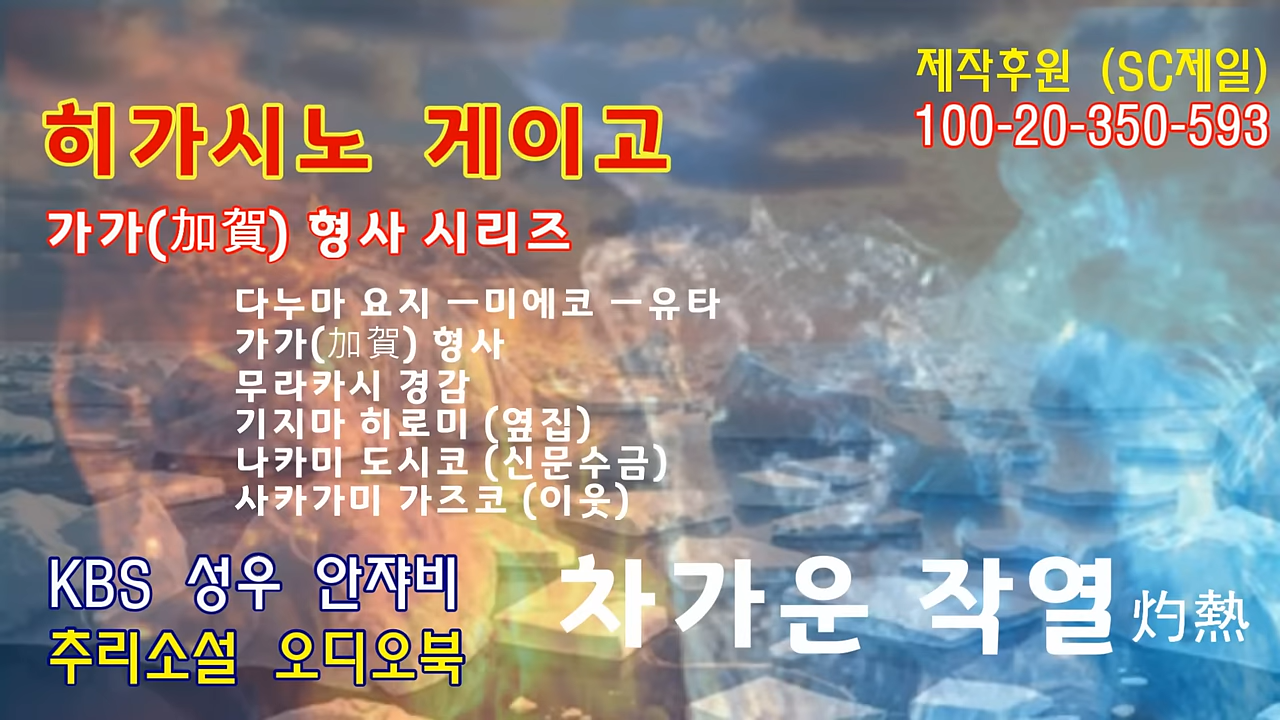 제작후원 (SC제일)
100-20-350-593
히가시노 게이고
가가(加賀) 형사 시리즈
다누마 요지 ㅡ미에코 ㅡ유타
가가(加賀) 형사
무라카시 경감
기지마 히로미 (옆집)
나카미 도시코 (신문수금)
사카가미 가즈코 (이웃)
KBS 성우 안쟈비
추리소설 오디오북
차가운 작열 灼熱